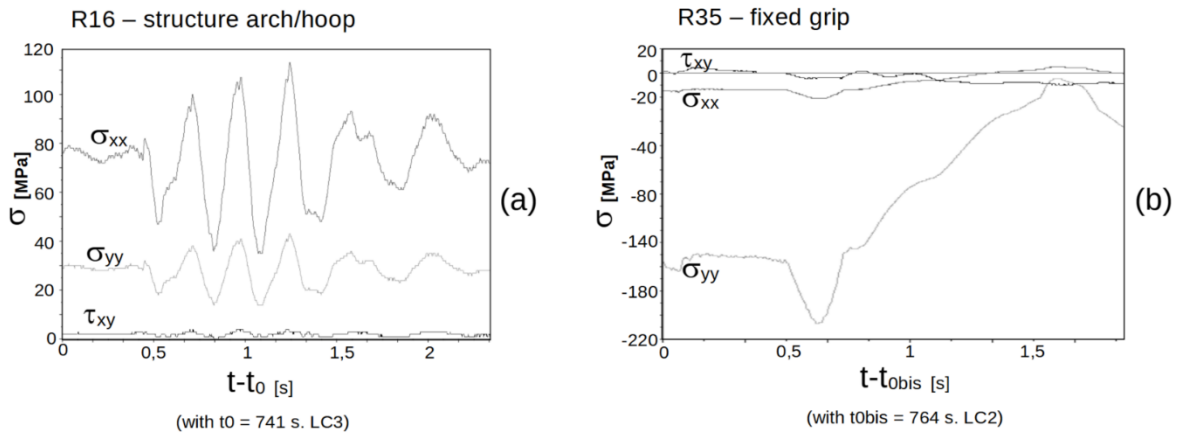 R16 – structure arch/hoop
120
100
80
60
40
20
0
σ [MPa]
σxx
σyy
τxy
0
0,5
1
1,5
2
t-t0 [s]
(with t0 = 741 s. LC3)
(a)
R35 – fixed grip
20
0
-20
-40
-80
-140
-180
-220
σ [MPa]
τxy
σxx
σyy
0
0,5
1
1,5
t-t0bis [s]
(with t0bis = 764 s. LC2)
(b)